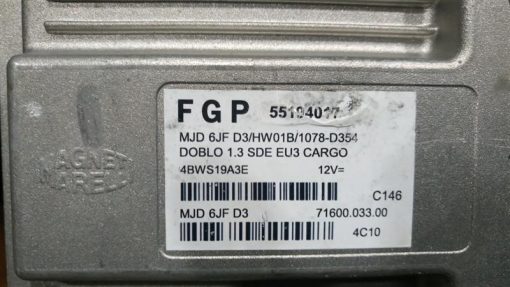 FGP 55194017
MJD 6JF D3/HW01B/1078-D354
DOBLO 1.3 SDE EU3 CARGO
4BWS19A3E 12V=
C146
MJD 6JF D3 71600.033.00
4C10
MAGNETI
MARELLI